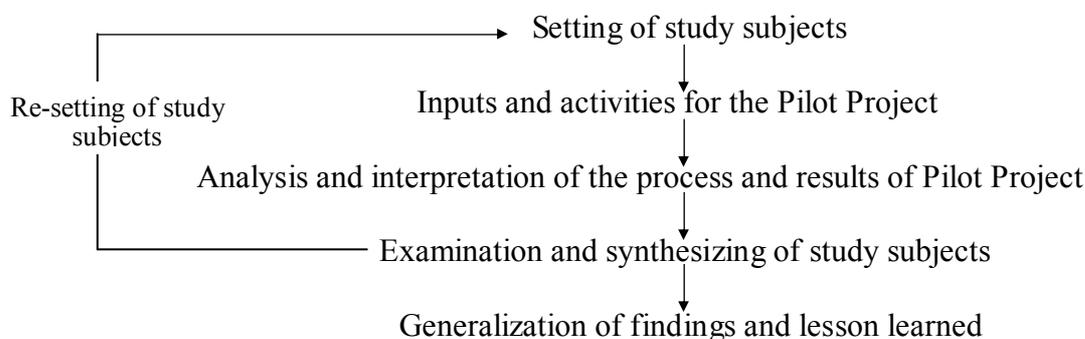 Setting of study subjects
Inputs and activities for the Pilot Project
Re-setting of study
subjects
Analysis and interpretation of the process and results of Pilot Project
Examination and synthesizing of study subjects
Generalization of findings and lesson learned